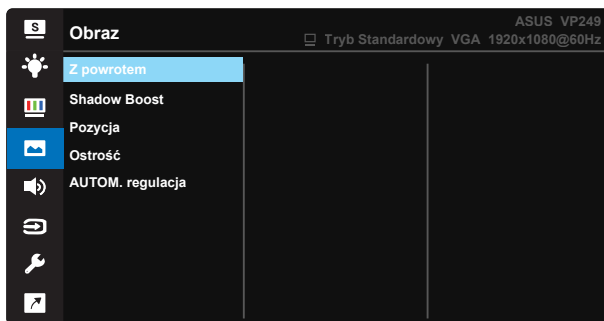 S
ASUS VP249
Obraz
Tryb Standardowy VGA 1920x1080@60Hz
Z powrotem
Shadow Boost
Pozycja
Ostrość
AUTOM. regulacja